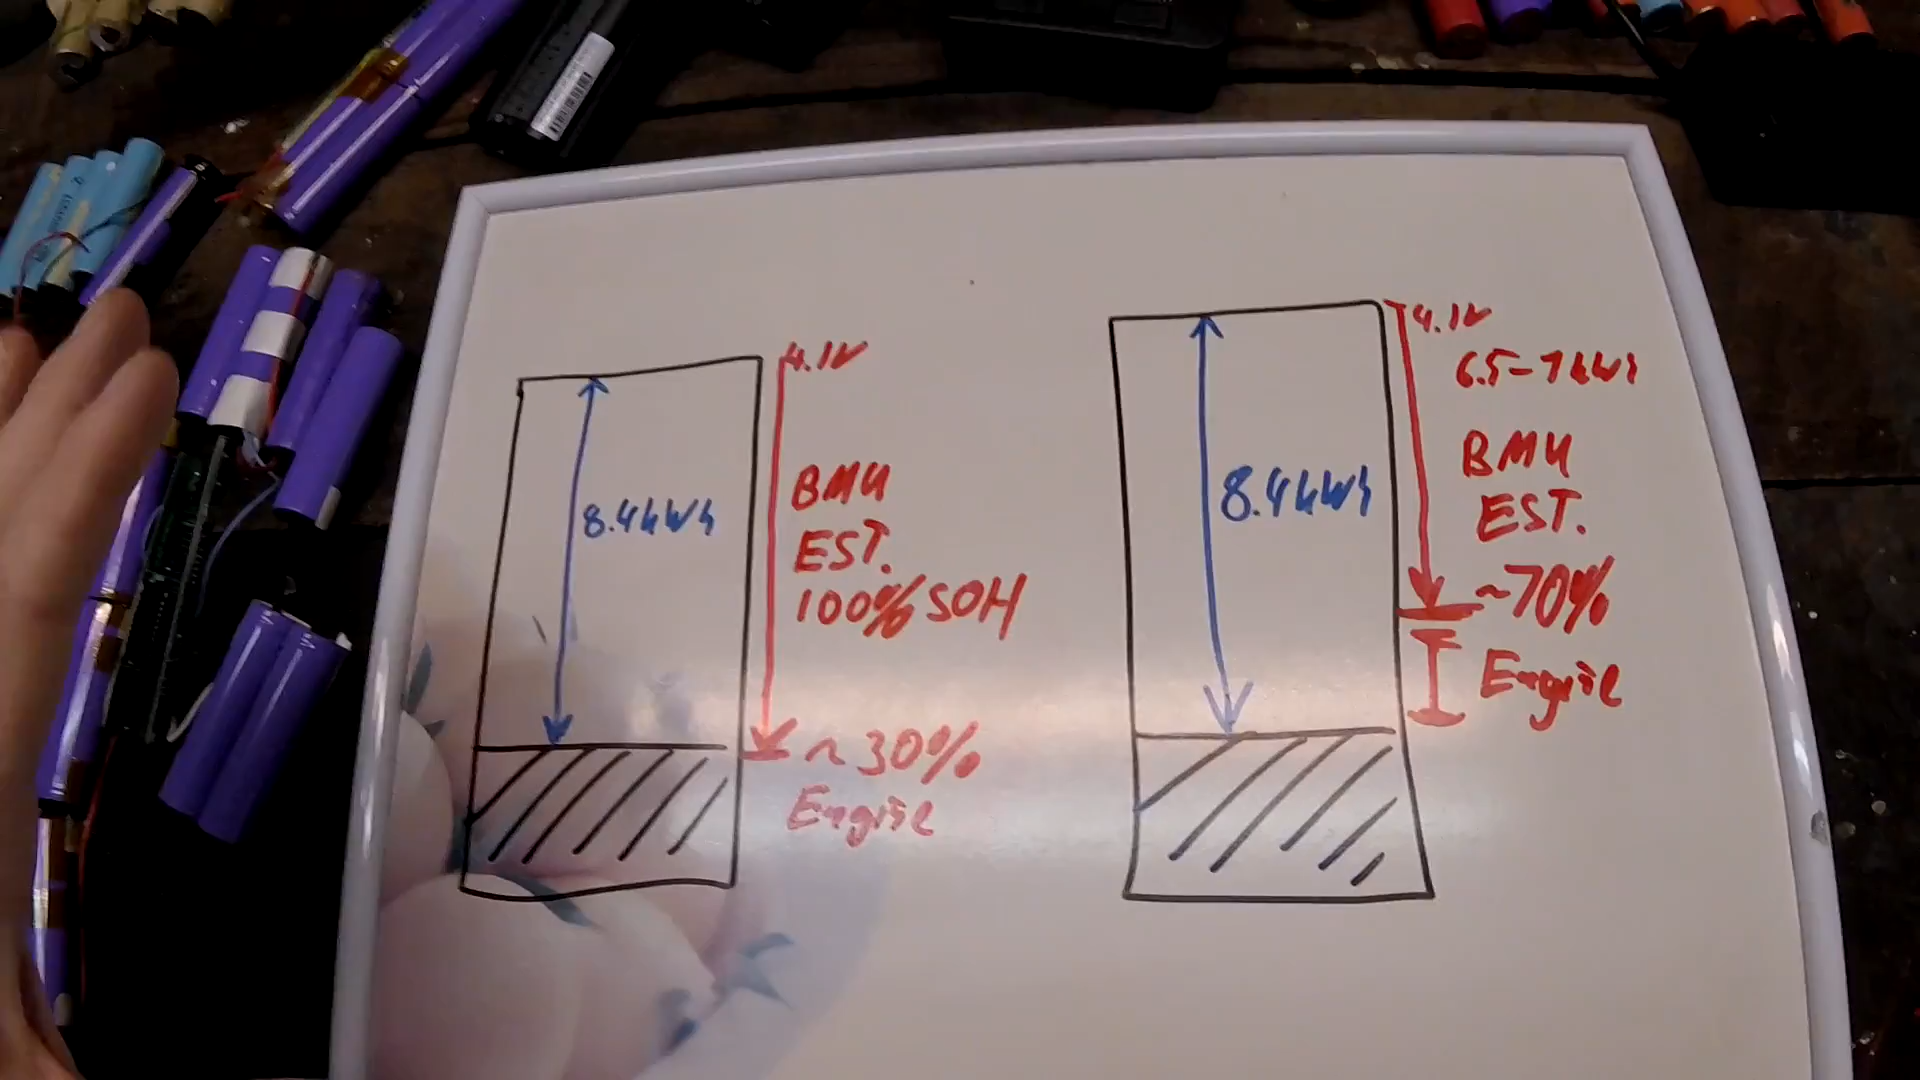 4.1V
8.4kWh
BMU
EST.
100% SOH
~30%
Engine
4.1V
6.5-7kWh
8.4kWh
BMU
EST.
~70%
Engine